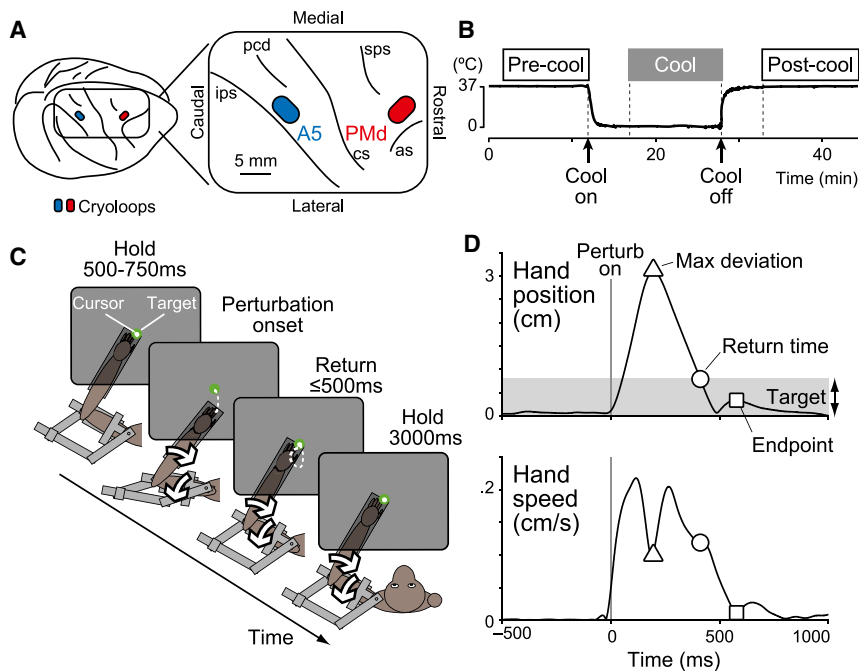 A
Medial
pcd
sps
ips
Caudal
A5
PMd
Rostral
cs
as
5 mm
Lateral
Cryoloops
B
(ºC)
Pre-cool
Cool
Post-cool
37
0
0
20
40
Cool
on
Cool
off
Time (min)
C
Hold
500-750ms
Cursor
Target
Perturbation
onset
Return
≤500ms
Hold
3000ms
Time
D
Perturb
on
Max deviation
3
Hand
position
(cm)
Return time
Target
0
Endpoint
.2
Hand
speed
(cm/s)
0
−500
0
500
1000
Time (ms)